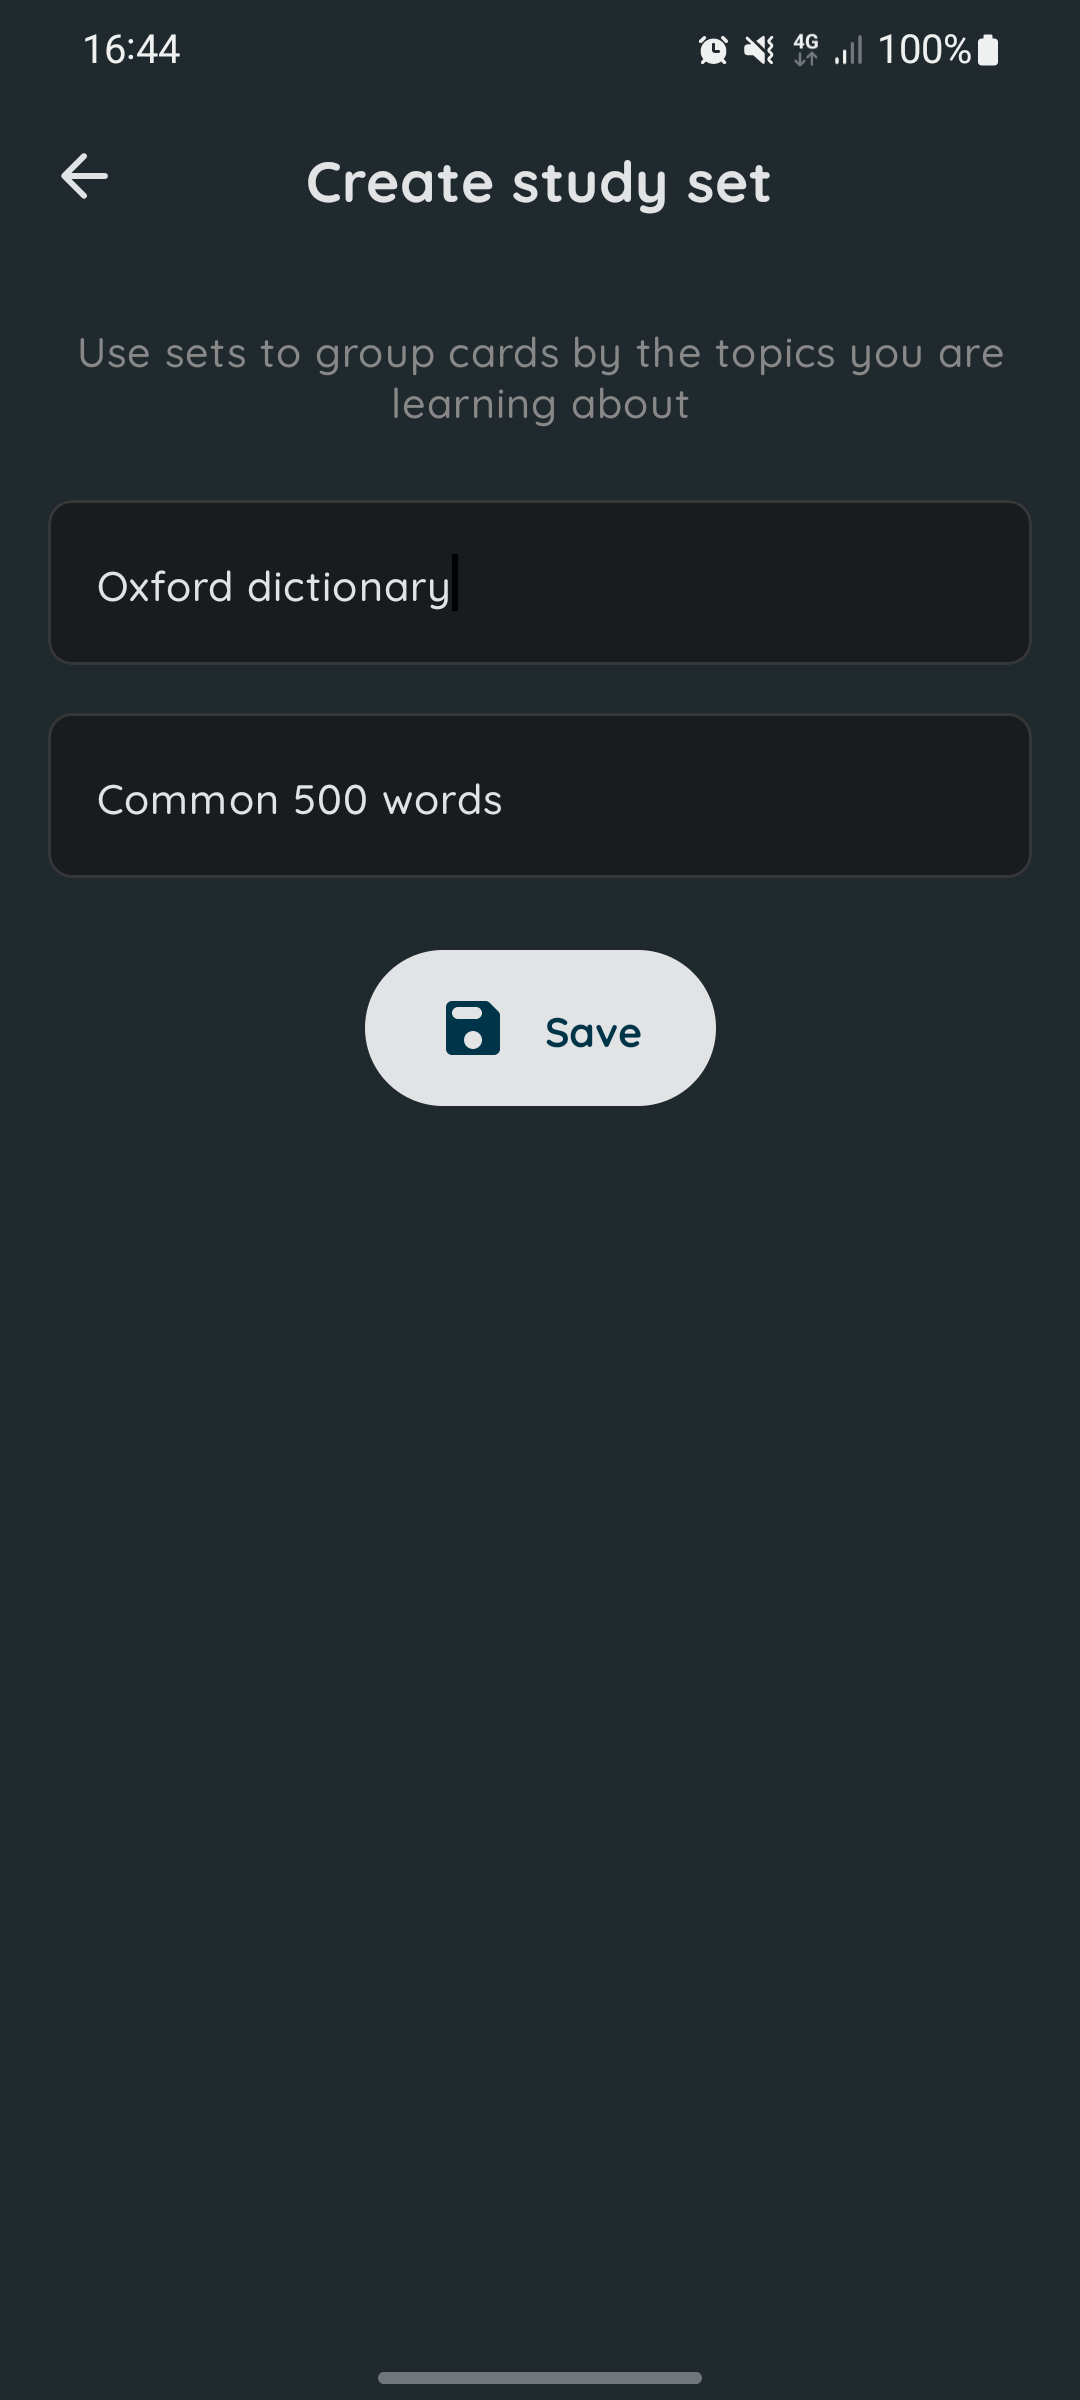 16:44
4G
100%
Create study set
Use sets to group cards by the topics you are
learning about
Oxford dictionary
Common 500 words
Save